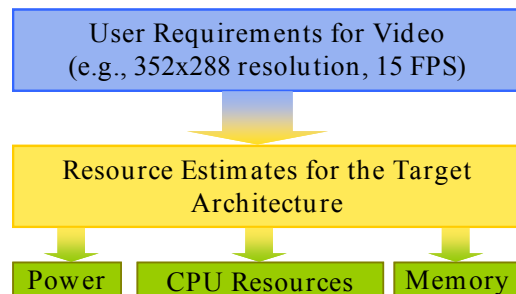 User Requirements for Video
(e.g., 352x288 resolution, 15 FPS)
Resource Estimates for the Target
Architecture
Power
CPU Resources
Memory